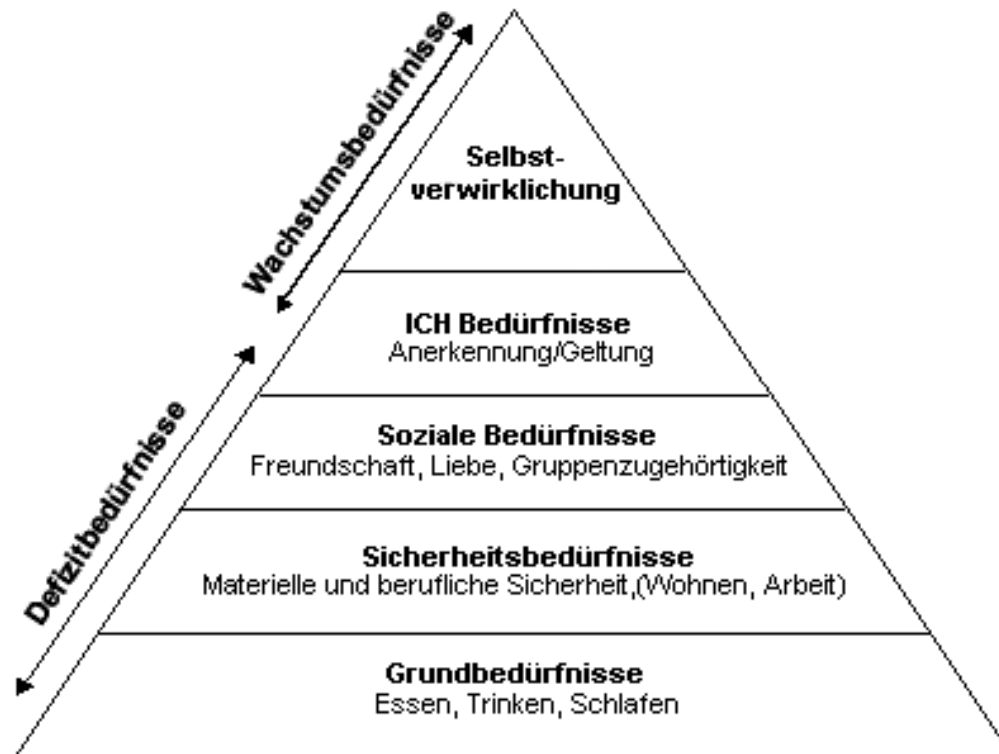 Wachstumsbedürfnisse
Defizitbedürfnisse
Selbst-
verwirklichung
ICH Bedürfnisse
Anerkennung/Geltung
Soziale Bedürfnisse
Freundschaft, Liebe, Gruppenzugehörtigkeit
Sicherheitsbedürfnisse
Materielle und berufliche Sicherheit,(Wohnen, Arbeit)
Grundbedürfnisse
Essen, Trinken, Schlafen